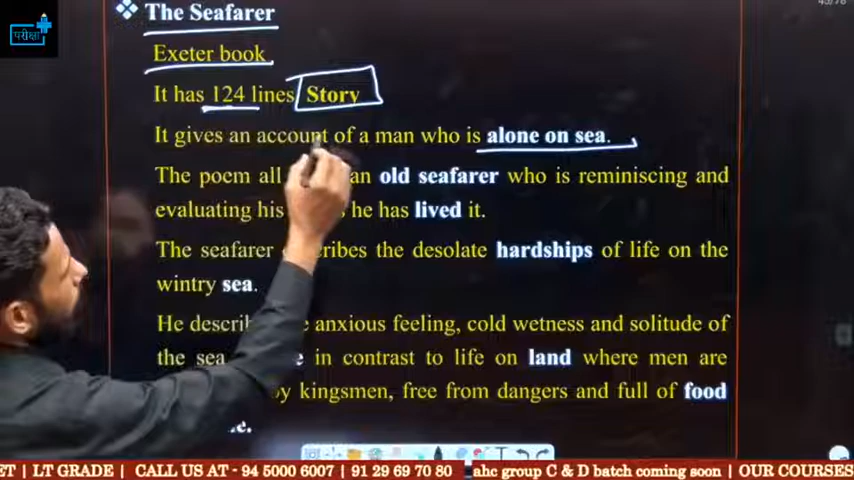 परीक्षा
45/76
The Seafarer
Exeter book
It has 124 lines Story
It gives an account of a man who is alone on sea.
The poem all an old seafarer who is reminiscing and
evaluating his he has lived it.
The seafarer ribes the desolate hardships of life on the
wintry sea.
He describ anxious feeling, cold wetness and solitude of
the sea e in contrast to life on land where men are
by kingsmen, free from dangers and full of food
e.
ET | LT GRADE | CALL US AT - 94 5000 6007 | 91 29 69 70 80 ahc group C & D batch coming soon | OUR COURSES